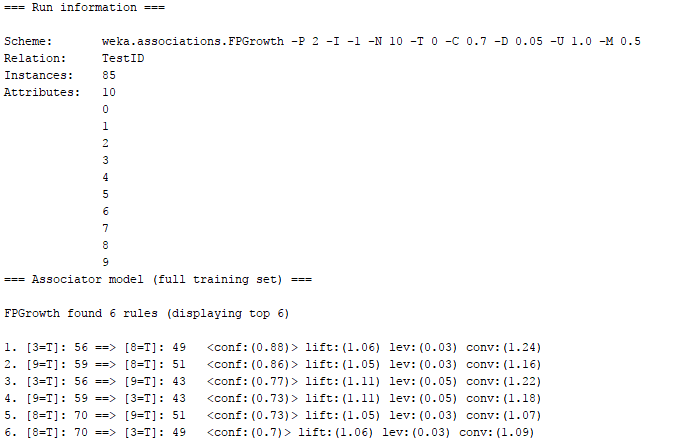 === Run information ===
Scheme: weka.associations.FPGrowth -P 2 -I -1 -N 10 -T 0 -C 0.7 -D 0.05 -U 1.0 -M 0.5
Relation: TestID
Instances: 85
Attributes: 10
0
1
2
3
4
5
6
7
8
9
=== Associator model (full training set) ===
FPGrowth found 6 rules (displaying top 6)
1. [3=T]: 56 ==> [8=T]: 49 <conf:(0.88)> lift:(1.06) lev:(0.03) conv:(1.24)
2. [9=T]: 59 ==> [8=T]: 51 <conf:(0.86)> lift:(1.05) lev:(0.03) conv:(1.16)
3. [3=T]: 56 ==> [9=T]: 43 <conf:(0.77)> lift:(1.11) lev:(0.05) conv:(1.22)
4. [9=T]: 59 ==> [3=T]: 43 <conf:(0.73)> lift:(1.11) lev:(0.05) conv:(1.18)
5. [8=T]: 70 ==> [9=T]: 51 <conf:(0.73)> lift:(1.05) lev:(0.03) conv:(1.07)
6. [8=T]: 70 ==> [3=T]: 49 <conf:(0.7)> lift:(1.06) lev:(0.03) conv:(1.09)